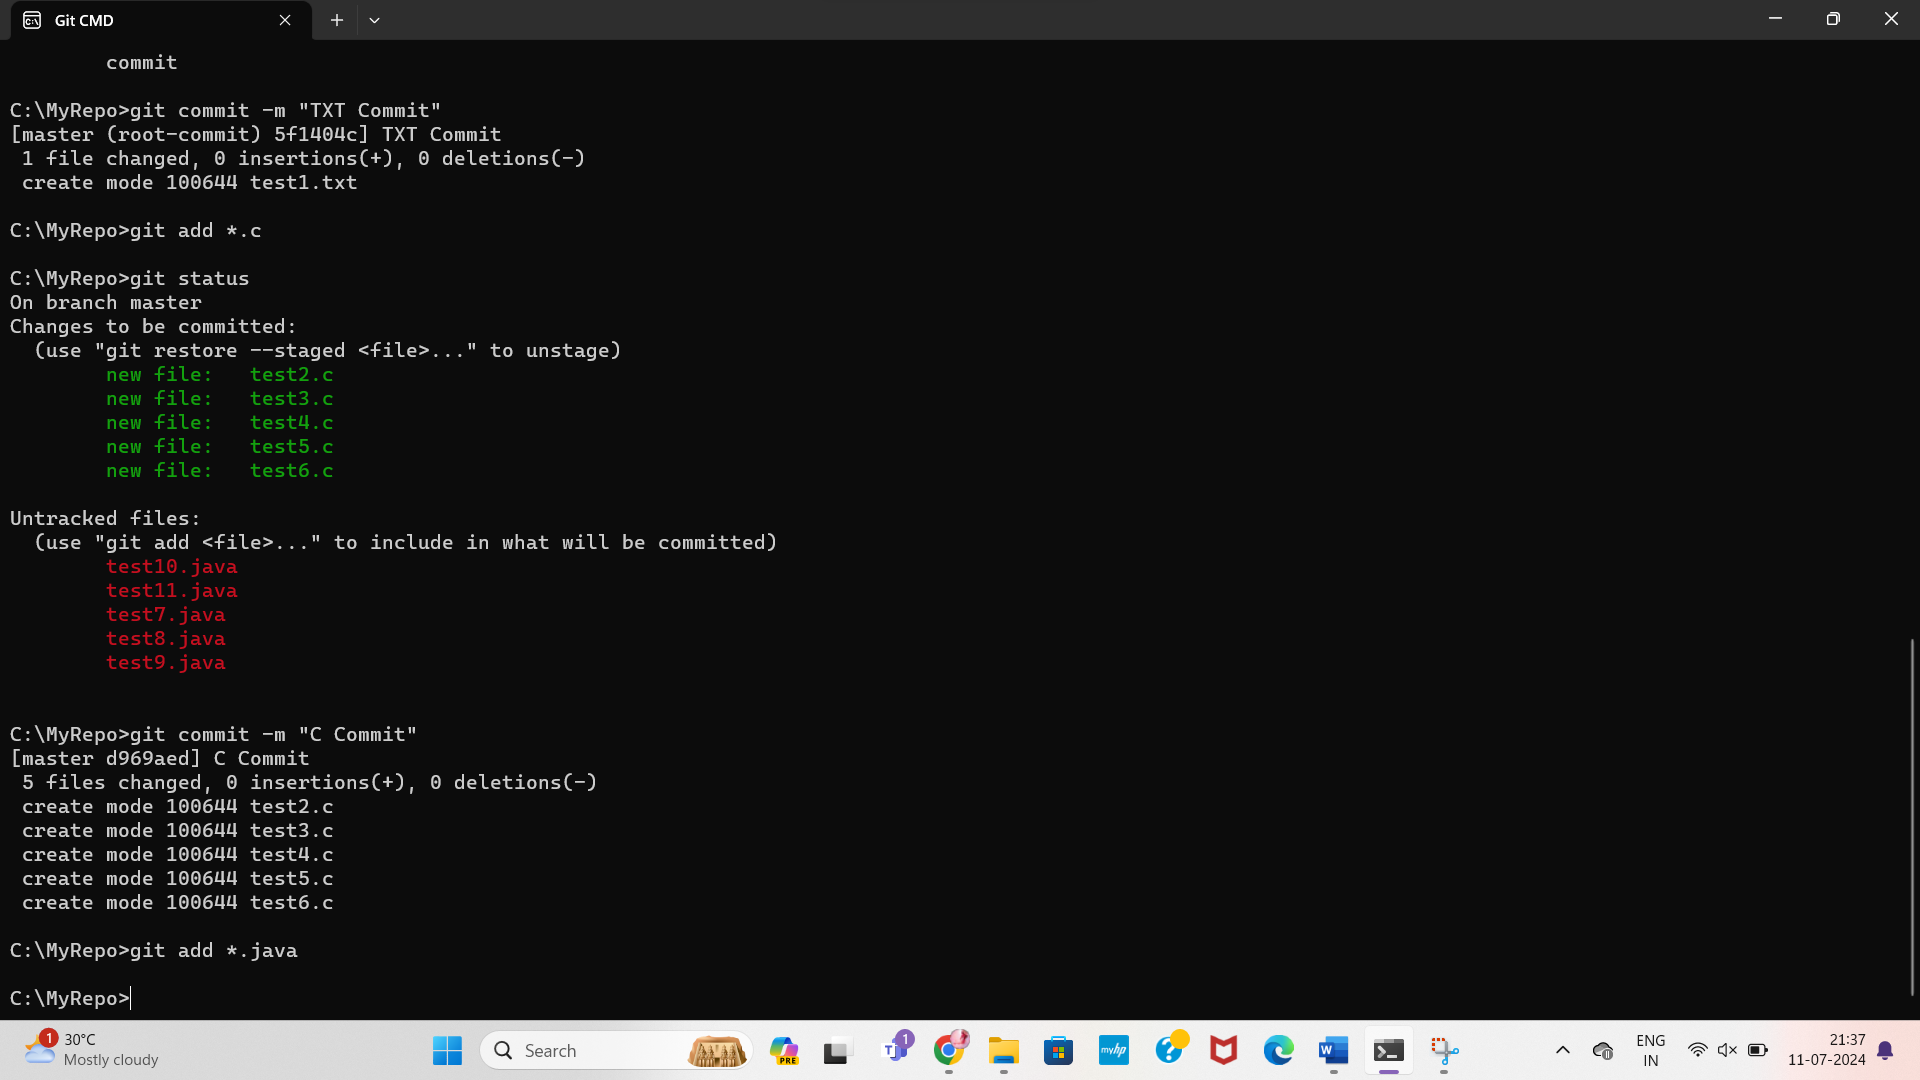 Git CMD
commit
C:\MyRepo>git commit -m "TXT Commit"
[master (root-commit) 5f1404c] TXT Commit
1 file changed, 0 insertions(+), 0 deletions(-)
create mode 100644 test1.txt
C:\MyRepo>git add *.c
C:\MyRepo>git status
On branch master
Changes to be committed:
(use "git restore --staged <file>..." to unstage)
new file:   test2.c
new file:   test3.c
new file:   test4.c
new file:   test5.c
new file:   test6.c
Untracked files:
(use "git add <file>..." to include in what will be committed)
test10.java
test11.java
test7.java
test8.java
test9.java
C:\MyRepo>git commit -m "C Commit"
[master d969aed] C Commit
5 files changed, 0 insertions(+), 0 deletions(-)
create mode 100644 test2.c
create mode 100644 test3.c
create mode 100644 test4.c
create mode 100644 test5.c
create mode 100644 test6.c
C:\MyRepo>git add *.java
C:\MyRepo>
1
30°C
Mostly cloudy
Search
PRE
T
1
myhp
?
W
ENG
IN
21:37
11-07-2024